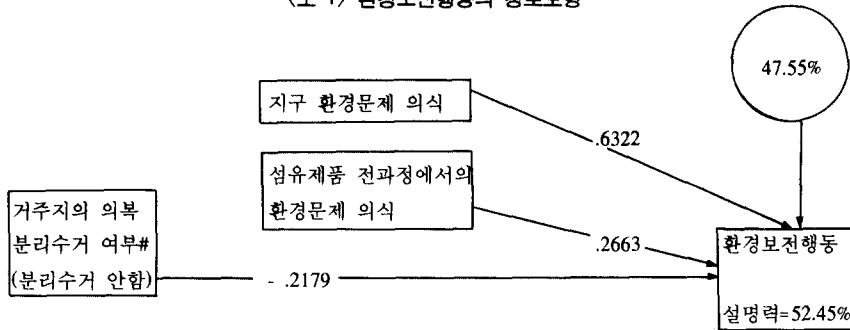 47.55%
지구 환경문제 의식
.6322
섬유제품 전과정에서의
환경문제 의식
거주지의 의복
분리수거 여부#
(분리수거 안함)
.2663
환경보전행동
- .2179
설명력=52.45%